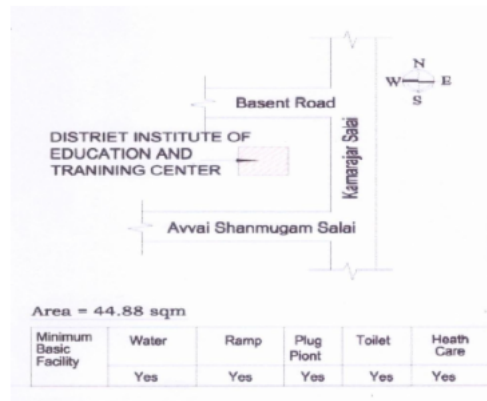 N
W E
S
Basent Road
DISTRIET INSTITUTE OF
EDUCATION AND
TRANINING CENTER
Kamarajar Salai
Avvai Shanmugam Salai
Area = 44.88 sqm
Minimum Basic Facility Water Ramp Plug Piont Toilet Heath Care
Yes Yes Yes Yes Yes